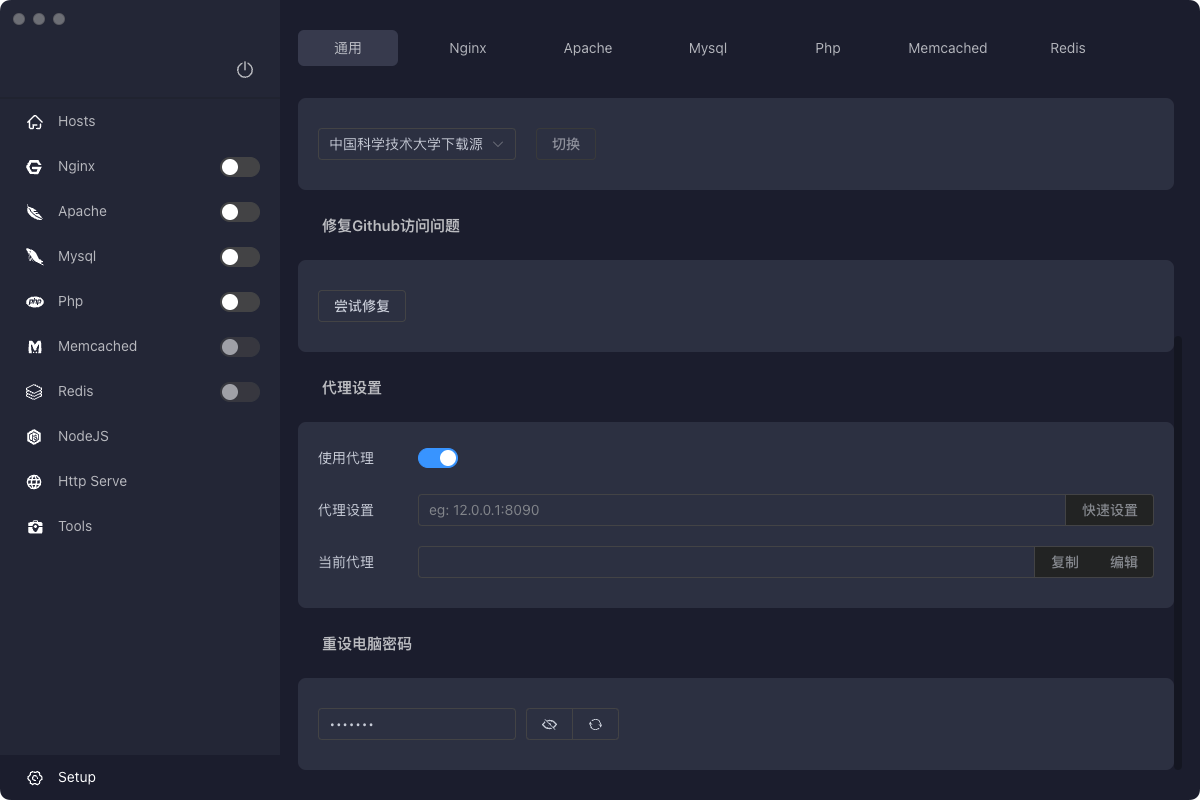 通用
Nginx
Apache
Mysql
Php
Memcached
Redis
Hosts
Nginx
Apache
Mysql
Php
Memcached
Redis
NodeJS
Http Serve
Tools
Setup
中国科学技术大学下载源
切换
修复Github访问问题
尝试修复
代理设置
使用代理
代理设置
eg: 12.0.0.1:8090
快速设置
当前代理
复制
编辑
重设电脑密码
•••••••